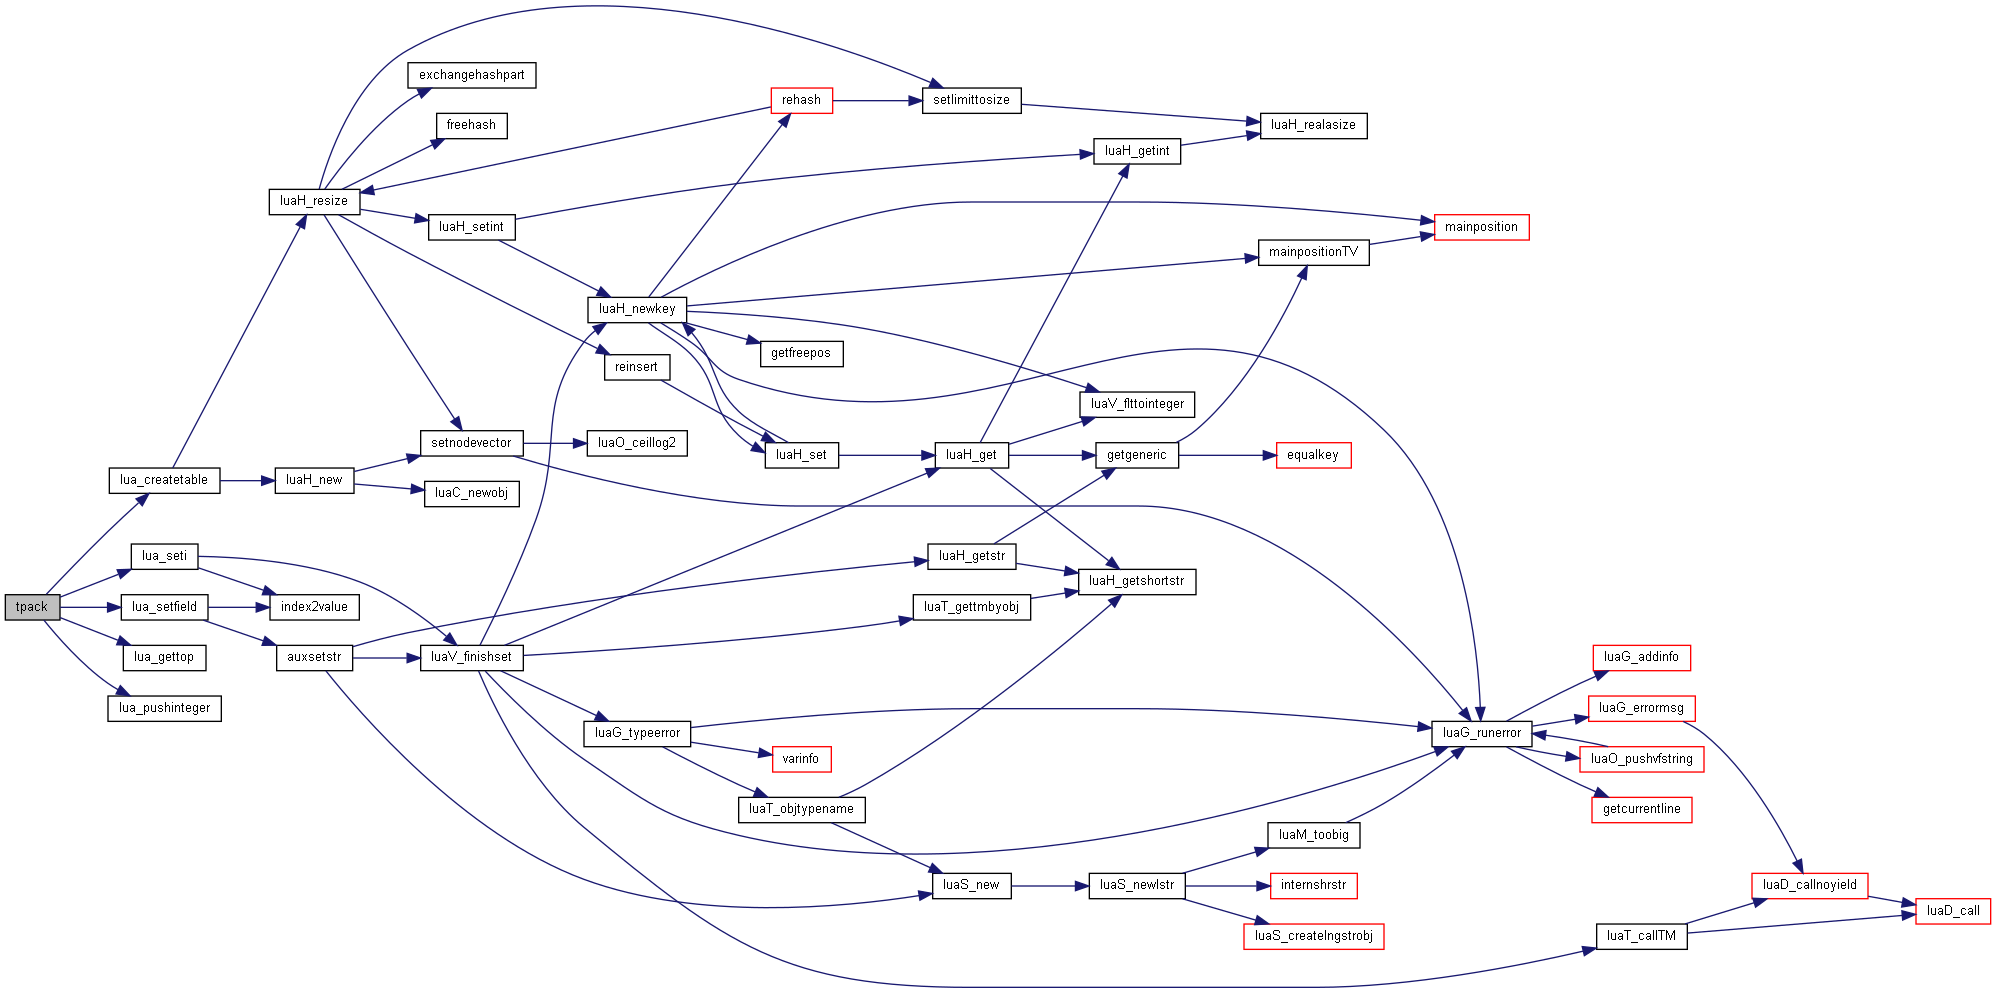 exchangehashpart
rehash
setlimittosize
freehash
luaH_realasize
luaH_getint
luaH_resize
luaH_setint
mainposition
mainpositionTV
luaH_newkey
getfreepos
reinsert
luaV_flttointeger
setnodevector
luaO_ceillog2
luaH_set
luaH_get
getgeneric
equalkey
lua_createtable
luaH_new
luaC_newobj
lua_seti
luaH_getstr
luaH_getshortstr
tpack
lua_setfield
index2value
luaT_gettmbyobj
lua_gettop
auxsetstr
luaV_finishset
luaG_addinfo
lua_pushinteger
luaG_errormsg
luaG_typeerror
luaG_runerror
varinfo
luaO_pushvfstring
luaT_objtypename
getcurrentline
luaM_toobig
luaS_new
luaS_newlstr
internshrstr
luaD_callnoyield
luaD_call
luaS_createlngstrobj
luaT_callTM